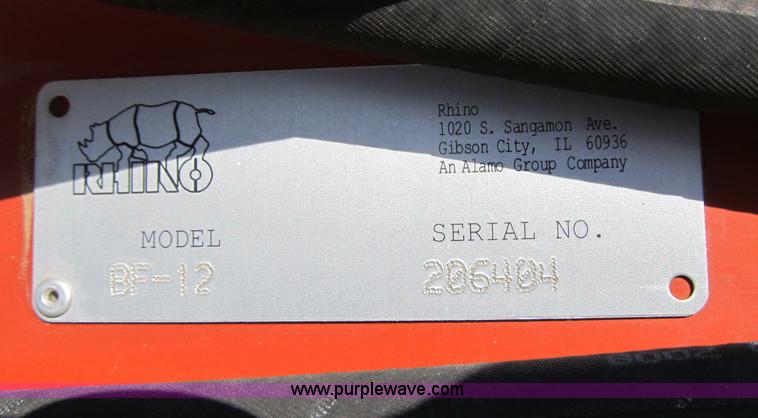 RHINO
Rhino
1020 S. Sangamon Ave.
Gibson City, IL 60936
An Alamo Group Company
MODEL
SERIAL NO.
BF-12
206404
www.purplewave.com